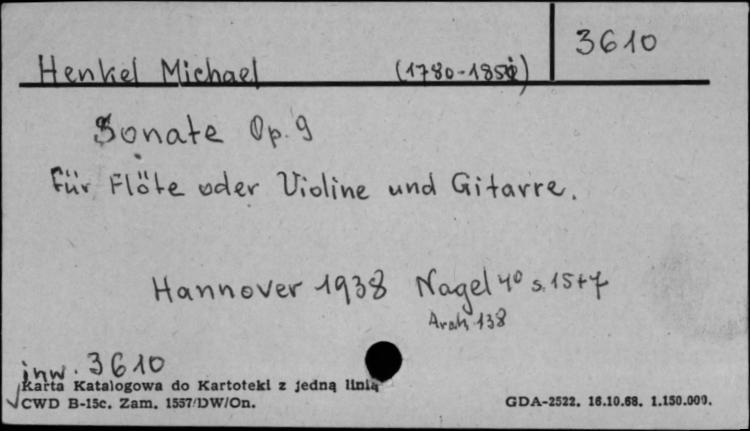 3610
Henkel Michael (1780-1851)
Sonate Op. 9
Für Flöte oder Violine und Gitarre.
Hannover 1938 Nagel 4° s. 15+7
138
inw. 3610
Karta Katalogowa do Kartoteki z jedną linią
CWD B-15c. Zam. 1557/DW/On.
GDA-2522. 16.10.68. 1.150.000.